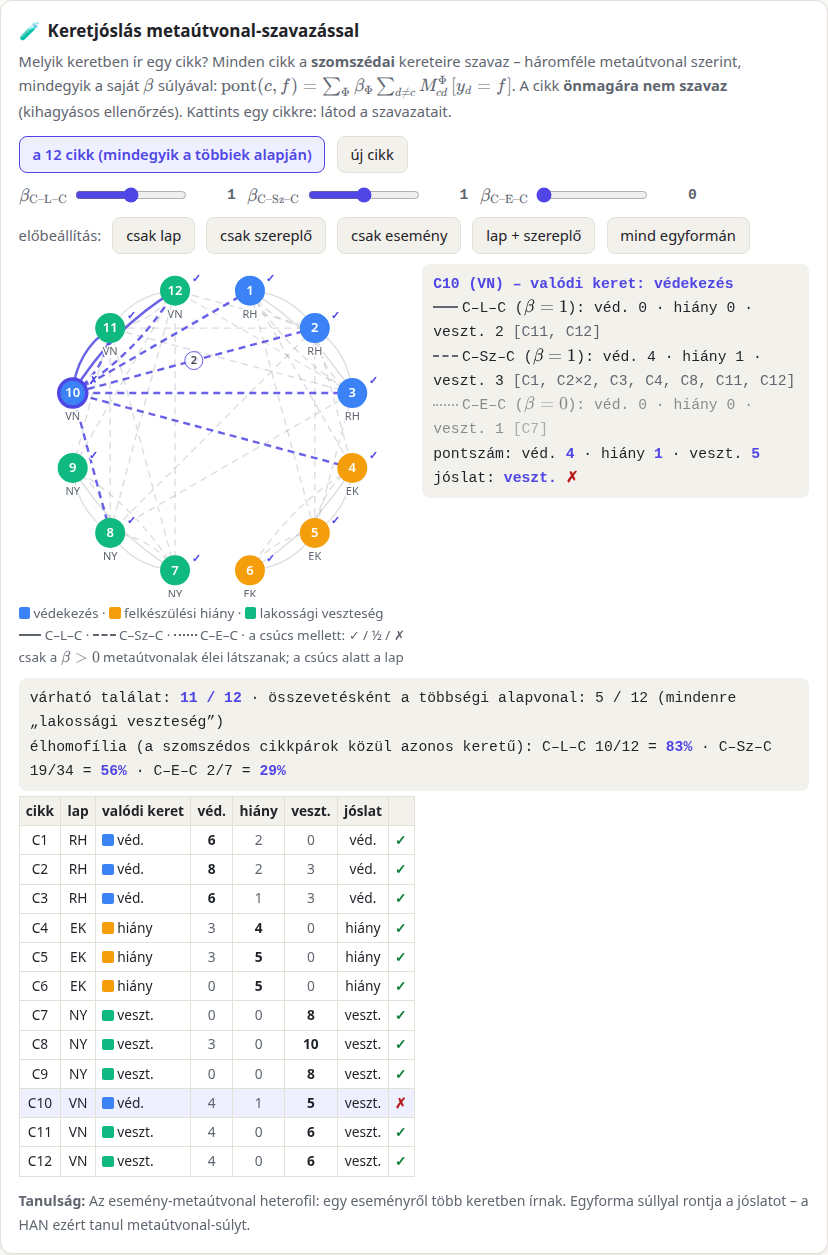 🧪 Keretjóslás metaútvonal-szavazással
Melyik keretben ír egy cikk? Minden cikk a szomszédai kereteire szavaz – háromféle metaútvonal szerint,
mindegyik a saját β súlyával: pont(c, f) = ∑_Φ β_Φ ∑_{d≠c} M^Φ_{cd} [y_d = f]. A cikk önmagára nem szavaz
(kihagyásos ellenőrzés). Kattints egy cikkre: látod a szavazatait.
a 12 cikk (mindegyik a többiek alapján) új cikk
β_C–L–C 1 β_C–Sz–C 1 β_C–E–C 0
előbeállítás: csak lap csak szereplő csak esemény lap + szereplő mind egyformán
12 ✓ VN
1 ✓ RH
11 ✓ VN
2 ✓ RH
2
10 VN
3 ✓ RH
9 ✓ NY
4 ✓ EK
8 ✓ NY
5 ✓ EK
7 ✓ NY
6 ✓ EK
védekezés · felkészülési hiány · lakossági veszteség
C–L–C · C–Sz–C · C–E–C · a csúcs mellett: ✓ / ½ / ✗
csak a β > 0 metaútvonalak élei látszanak; a csúcs alatt a lap
C10 (VN) – valódi keret: védekezés
C–L–C (β = 1): véd. 0 · hiány 0 ·
veszt. 2 [C11, C12]
C–Sz–C (β = 1): véd. 4 · hiány 1 ·
veszt. 3 [C1, C2×2, C3, C4, C8, C11, C12]
C–E–C (β = 0): véd. 0 · hiány 0 ·
veszt. 1 [C7]
pontszám: véd. 4 · hiány 1 · veszt. 5
jóslat: veszt. ✗
várható találat: 11 / 12 · összevetésként a többségi alapvonal: 5 / 12 (mindenre
„lakossági veszteség”)
élhomofília (a szomszédos cikkpárok közül azonos keretű): C–L–C 10/12 = 83% · C–Sz–C
19/34 = 56% · C–E–C 2/7 = 29%
cikk lap valódi keret véd. hiány veszt. jóslat
C1 RH véd. 6 2 0 véd. ✓
C2 RH véd. 8 2 3 véd. ✓
C3 RH véd. 6 1 3 véd. ✓
C4 EK hiány 3 4 0 hiány ✓
C5 EK hiány 3 5 0 hiány ✓
C6 EK hiány 0 5 0 hiány ✓
C7 NY veszt. 0 0 8 veszt. ✓
C8 NY veszt. 3 0 10 veszt. ✓
C9 NY veszt. 0 0 8 veszt. ✓
C10 VN véd. 4 1 5 veszt. ✗
C11 VN veszt. 4 0 6 veszt. ✓
C12 VN veszt. 4 0 6 veszt. ✓
Tanulság: Az esemény-metaútvonal heterofil: egy eseményről több keretben írnak. Egyforma súllyal rontja a jóslatot – a
HAN ezért tanul metaútvonal-súlyt.